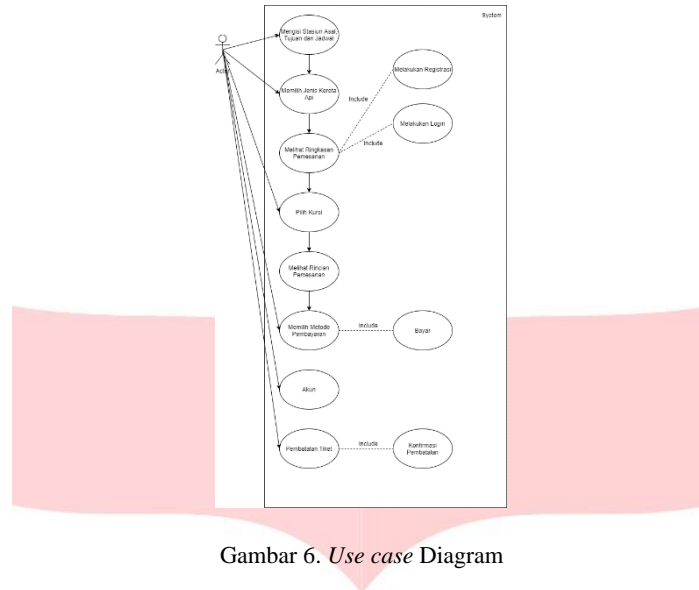 System
Mengisi Stasiun Asal,
Tujuan dan Jadwal
Actor
Melakukan Registrasi
Memilih Jenis Kereta
Api
Include
Melakukan Login
Include
Melihat Ringkasan
Pemesanan
Pilih Kursi
Melihat Rincian
Pemesanan
Memilih Metode
Pembayaran
Include
Bayar
Akun
Pembatalan Tiket
Include
Konfirmasi
Pembatalan
Gambar 6. Use case Diagram